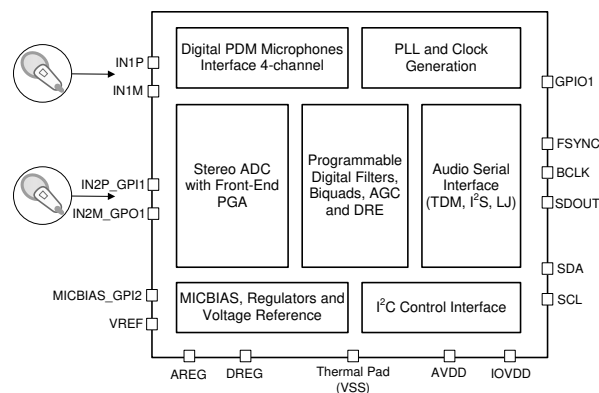 Digital PDM Microphones
Interface 4-channel
PLL and Clock
Generation
IN1P
IN1M
GPIO1
Stereo ADC
with Front-End
PGA
Programmable
Digital Filters,
Biquads, AGC
and DRE
Audio Serial
Interface
(TDM, I²S, LJ)
IN2P_GPI1
IN2M_GPO1
FSYNC
BCLK
SDOUT
SDA
SCL
MICBIAS_GPI2
VREF
MICBIAS, Regulators and
Voltage Reference
I²C Control Interface
AREG
DREG
Thermal Pad
(VSS)
AVDD
IOVDD